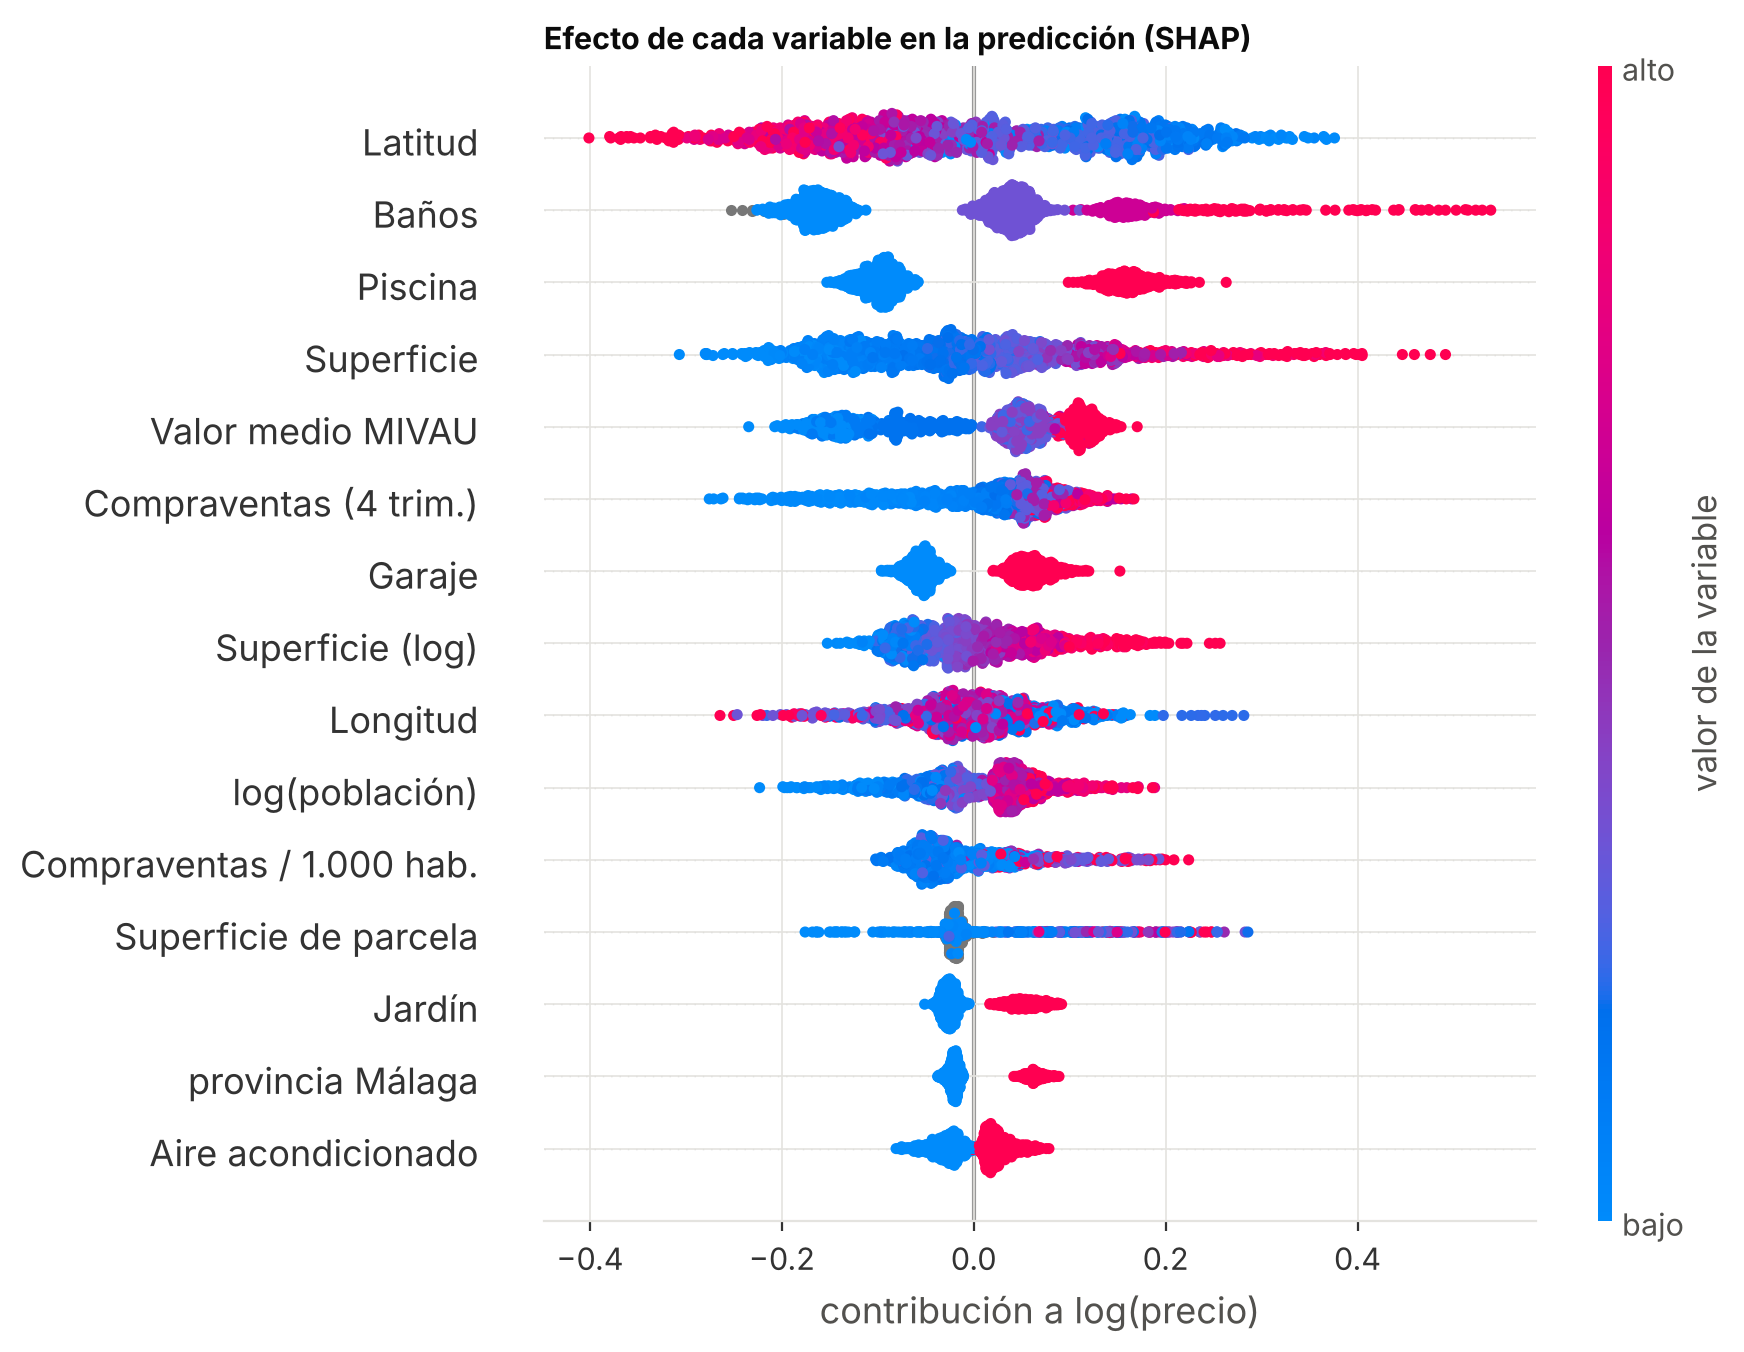 Efecto de cada variable en la predicción (SHAP)
alto
Latitud
Baños
Piscina
Superficie
Valor medio MIVAU
Compraventas (4 trim.)
Garaje
Superficie (log)
Longitud
log(población)
Compraventas / 1.000 hab.
Superficie de parcela
Jardín
provincia Málaga
Aire acondicionado
valor de la variable
bajo
−0.4
−0.2
0.0
0.2
0.4
contribución a log(precio)